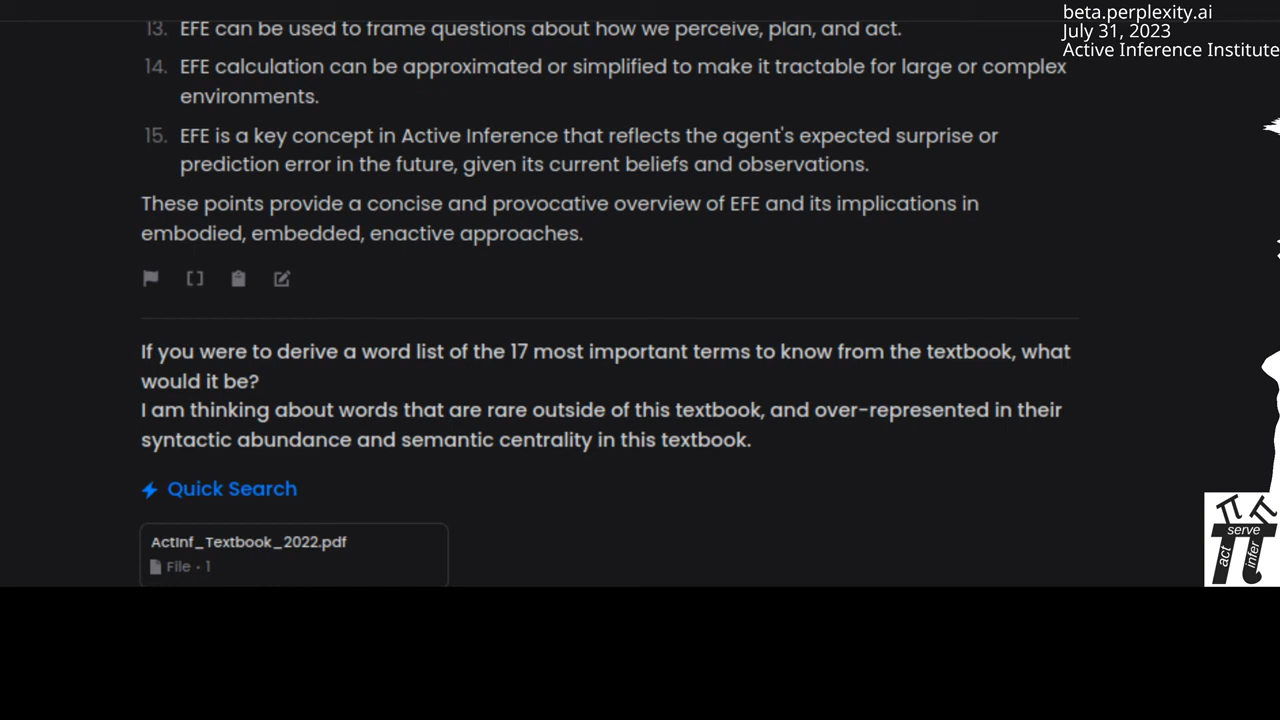 beta.perplexity.ai
July 31, 2023
Active Inference Institute
13. EFE can be used to frame questions about how we perceive, plan, and act.
14. EFE calculation can be approximated or simplified to make it tractable for large or complex
environments.
15. EFE is a key concept in Active Inference that reflects the agent's expected surprise or
prediction error in the future, given its current beliefs and observations.
These points provide a concise and provocative overview of EFE and its implications in
embodied, embedded, enactive approaches.
If you were to derive a word list of the 17 most important terms to know from the textbook, what
would it be?
I am thinking about words that are rare outside of this textbook, and over-represented in their
syntactic abundance and semantic centrality in this textbook.
Quick Search
ActInf_Textbook_2022.pdf
File • 1
π π
serve
π
act
infer